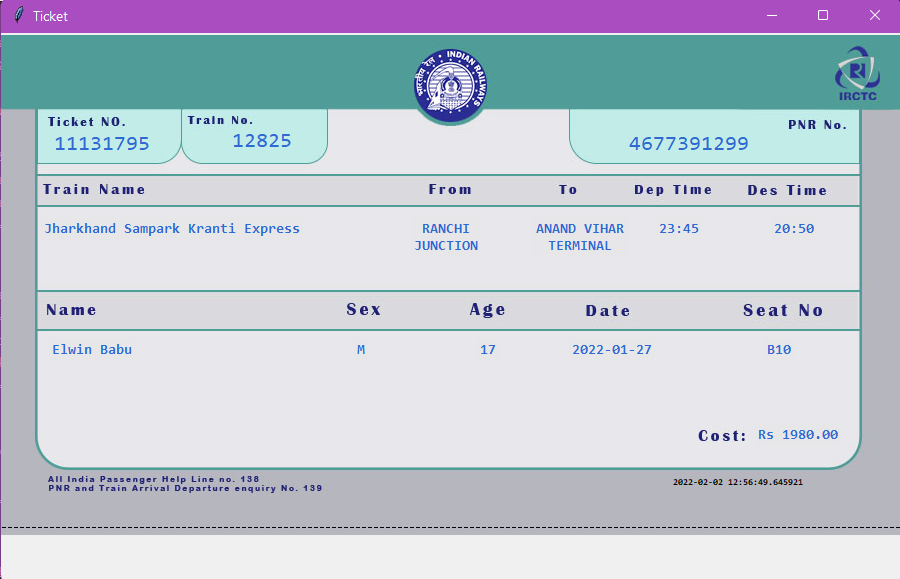 Ticket
भारतीय रेल • INDIAN RAILWAYS
IRCTC
Ticket NO. Train No. PNR No.
11131795 12825 4677391299
Train Name From To Dep Time Des Time
Jharkhand Sampark Kranti Express RANCHI ANAND VIHAR 23:45 20:50
JUNCTION TERMINAL
Name Sex Age Date Seat No
Elwin Babu M 17 2022-01-27 B10
Cost: Rs 1980.00
All India Passenger Help Line no. 138
PNR and Train Arrival Departure enquiry No. 139
2022-02-02 12:56:49.645921